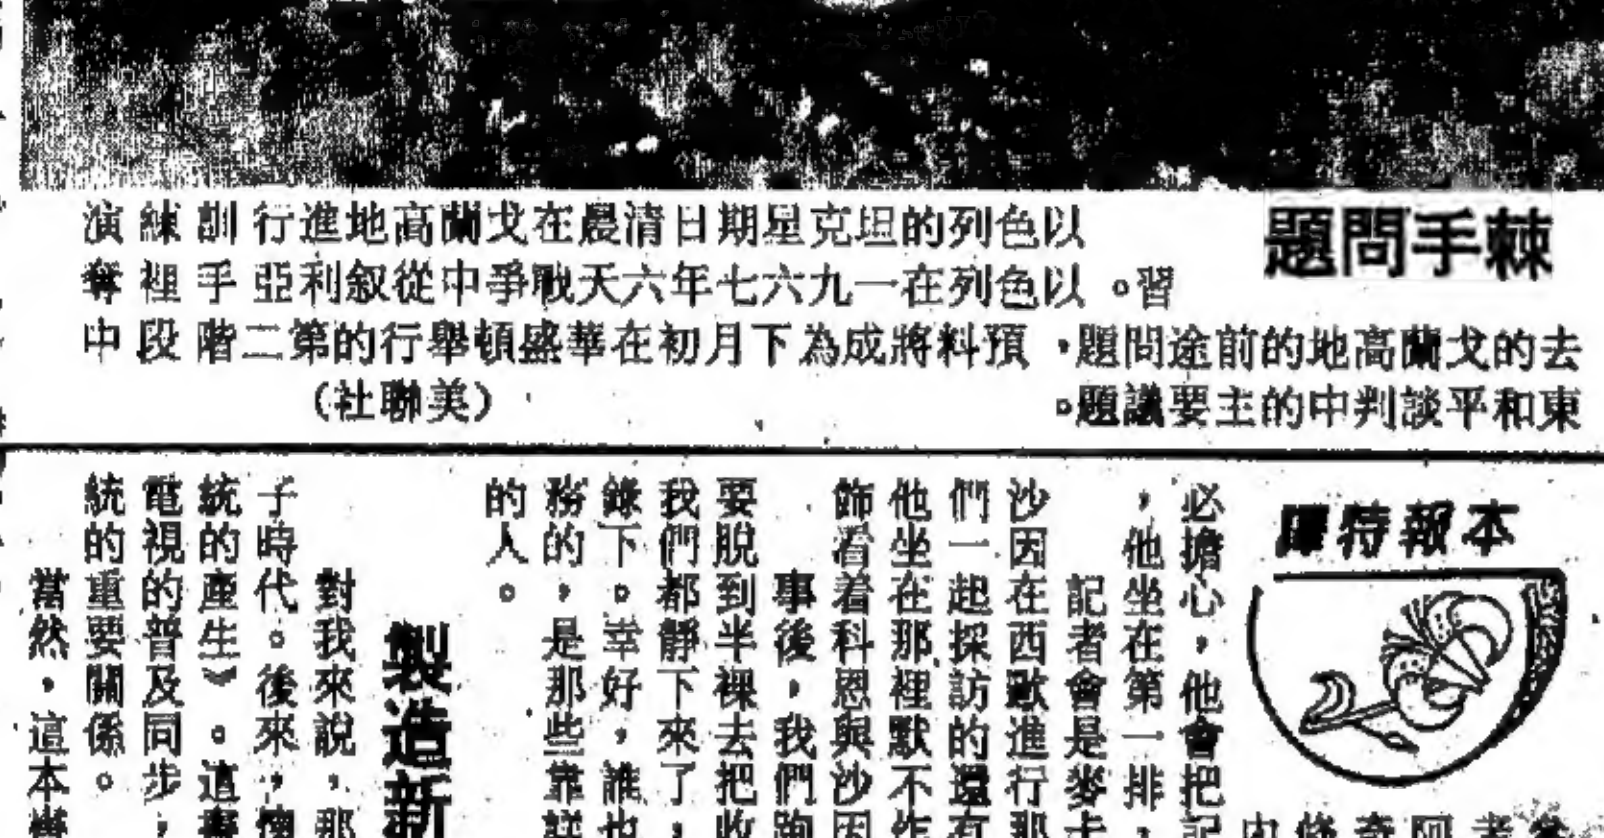 棘手問題
以色列的坦克星期日清晨在戈蘭高地進行訓練演
習。以色列在一九六七年六天戰爭中從叙利亞手裡奪
去的戈蘭高地的前途問題，預料將成為下月初在華盛頓舉行的第二階段中
東和平談判中的主要議題。
（美聯社）
本報特
必擔心，他會把記
，他坐在第一排，
記者會是麥卡
沙因在西歐進行那
們一起採訪的還有
他坐在那裡默不作
飾看着科恩與沙因
事後，我們詢
要脫到半裸去把收
我們都靜下來了，
錄下。幸好，誰也
務的，是那些靠詳
的人。
製造新
對我來說，那
子時代。後來，
統的產生》。這
電視的普及同步，
統的重要關係。
當然，這本